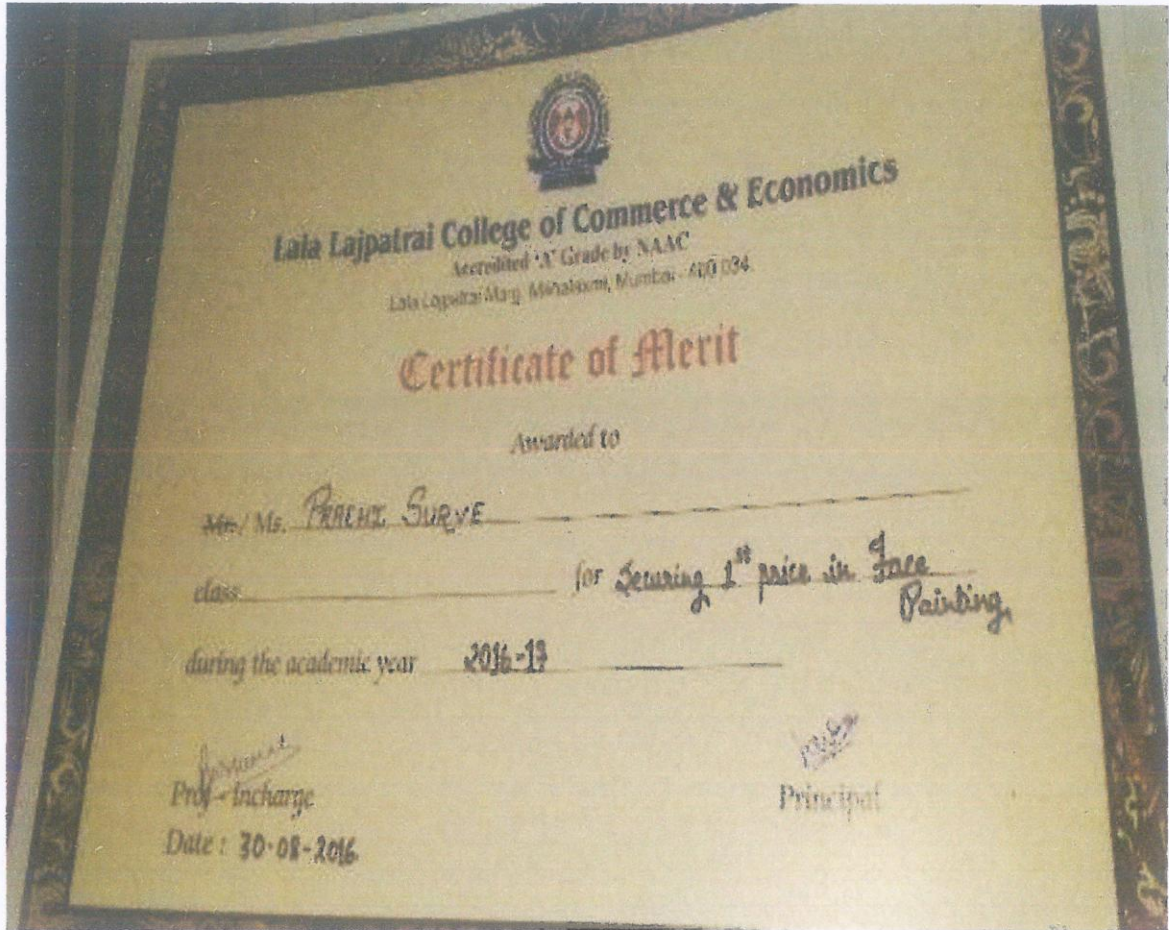 Lala Lajpatrai College of Commerce & Economics
Accredited 'A' Grade by NAAC
Lala Lajpatrai Marg, Mahalaxmi, Mumbai - 400 034.
Certificate of Merit
Awarded to
Mr./ Ms. PRACHI SURVE
class for Securing 1st price in Face
Painting
during the academic year 2016-17
Prof - Incharge Principal
Date : 30-08-2016